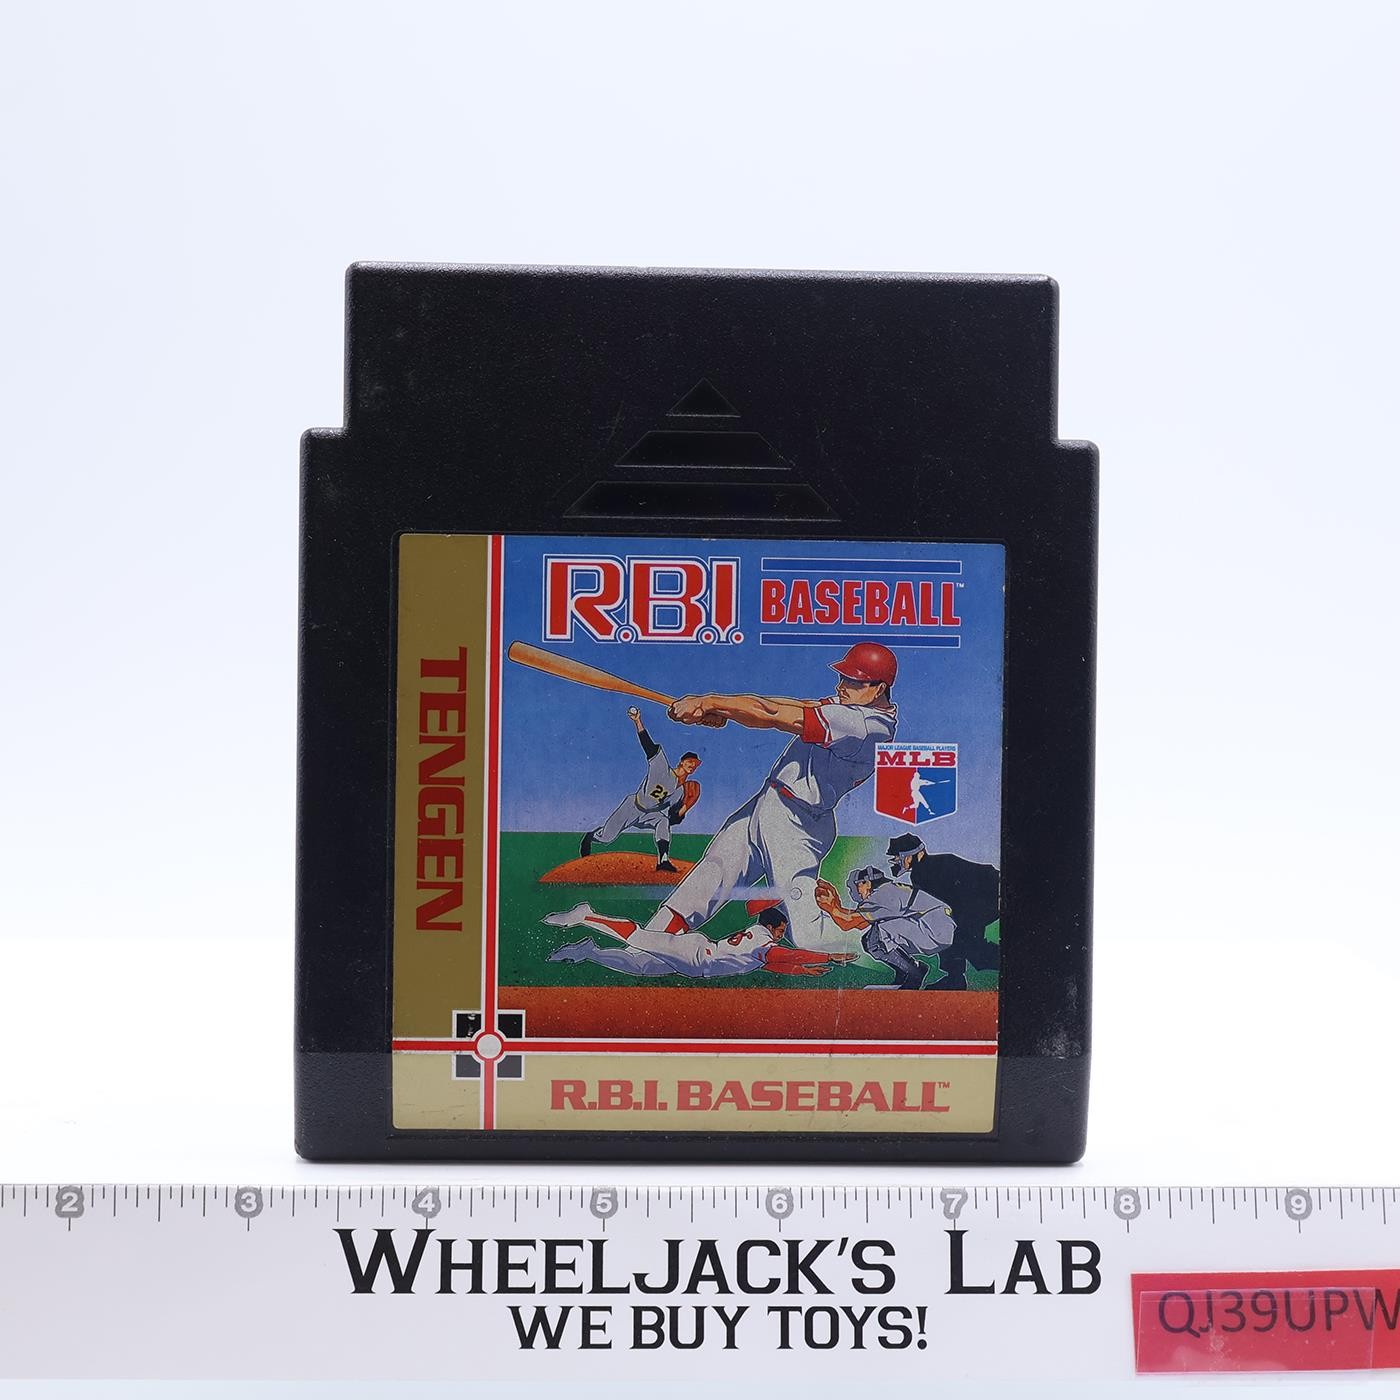 R.B.I. BASEBALL™
TENGEN
MAJOR LEAGUE BASEBALL PLAYERS
MLB
21
R.B.I. BASEBALL™
2 3 4 5 6 7 8 9
WHEELJACK'S LAB
WE BUY TOYS!
QJ39UPW